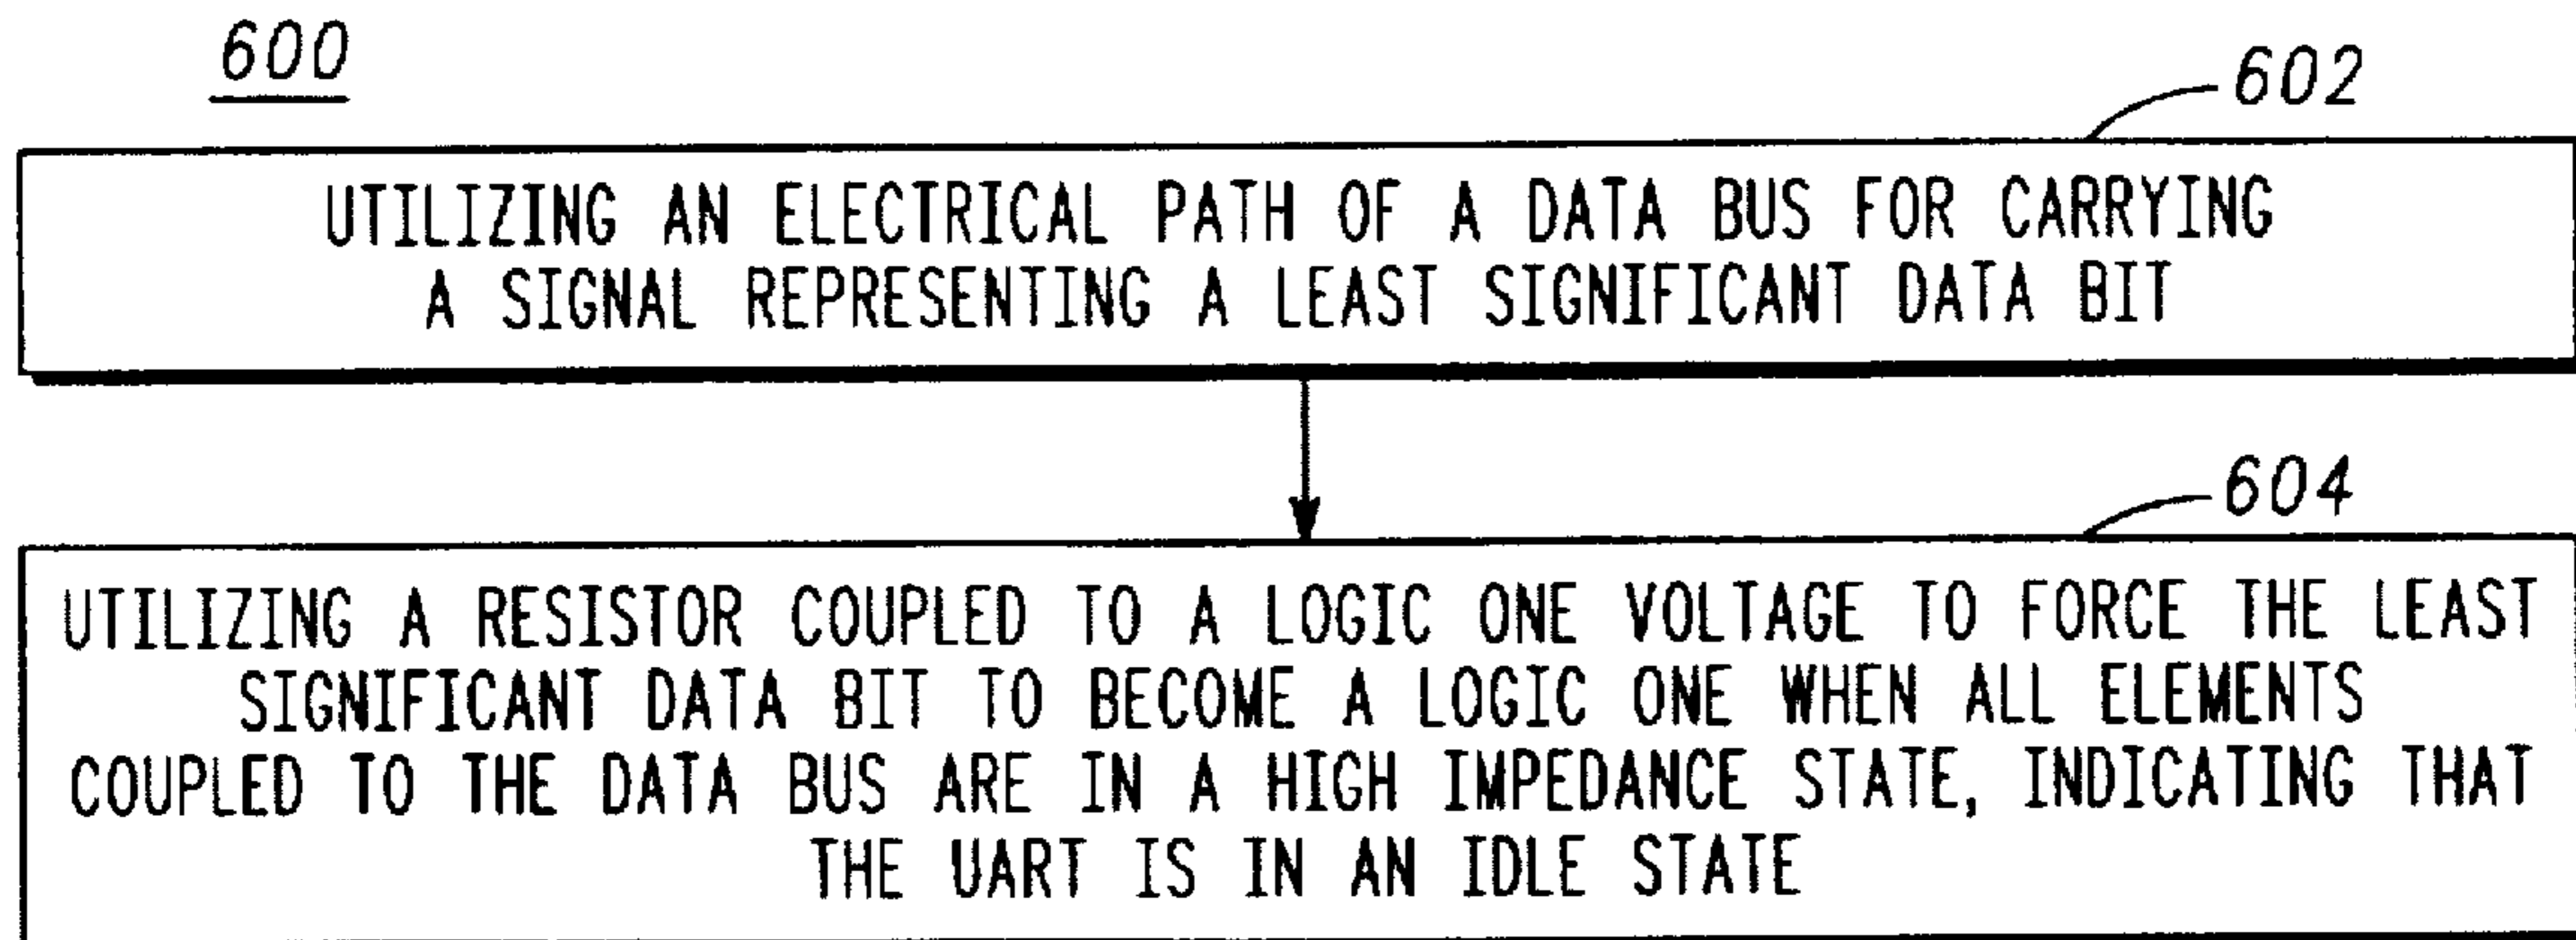 600
602
UTILIZING AN ELECTRICAL PATH OF A DATA BUS FOR CARRYING
A SIGNAL REPRESENTING A LEAST SIGNIFICANT DATA BIT
604
UTILIZING A RESISTOR COUPLED TO A LOGIC ONE VOLTAGE TO FORCE THE LEAST
SIGNIFICANT DATA BIT TO BECOME A LOGIC ONE WHEN ALL ELEMENTS
COUPLED TO THE DATA BUS ARE IN A HIGH IMPEDANCE STATE, INDICATING THAT
THE UART IS IN AN IDLE STATE